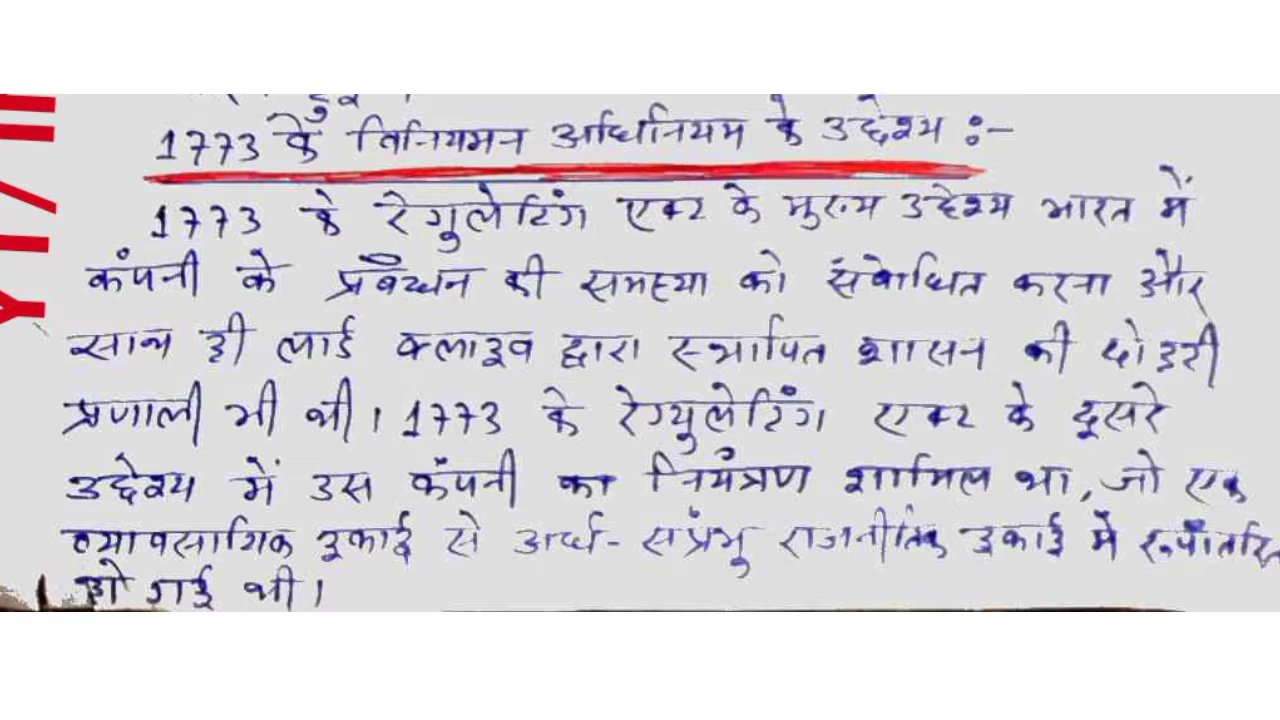 1773 के विनियमन अधिनियम के उद्देश्य :-
1773 के रेगुलेटिंग एक्ट के मुख्य उद्देश्य भारत में
कंपनी के प्रबंधन की समस्या को संबोधित करना और
साथ ही लार्ड क्लाइव द्वारा स्थापित शासन की दोहरी
प्रणाली भी थी। 1773 के रेग्युलेटिंग एक्ट के दूसरे
उद्देश्य में उस कंपनी का नियंत्रण शामिल था, जो एक
व्यावसायिक इकाई से अर्ध-संप्रभु राजनीतिक इकाई में रूपांतरित
हो गई थी।